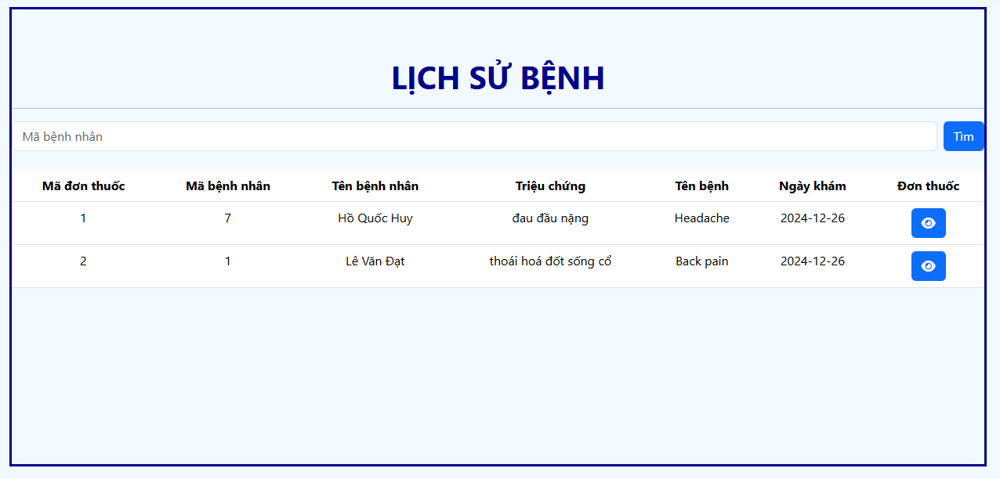 LỊCH SỬ BỆNH
Mã bệnh nhân Tìm
Mã đơn thuốc Mã bệnh nhân Tên bệnh nhân Triệu chứng Tên bệnh Ngày khám Đơn thuốc
1 7 Hồ Quốc Huy đau đầu nặng Headache 2024-12-26
2 1 Lê Văn Đạt thoái hoá đốt sống cổ Back pain 2024-12-26